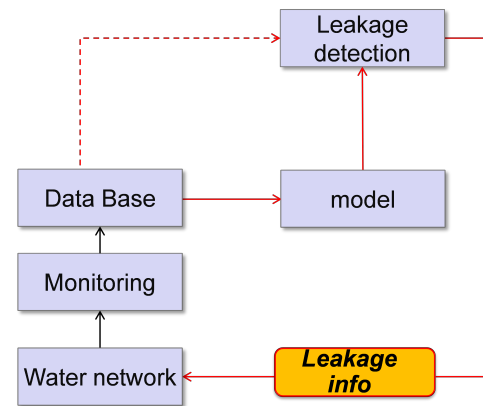 Leakage
detection
Data Base
model
Monitoring
Water network
Leakage
info